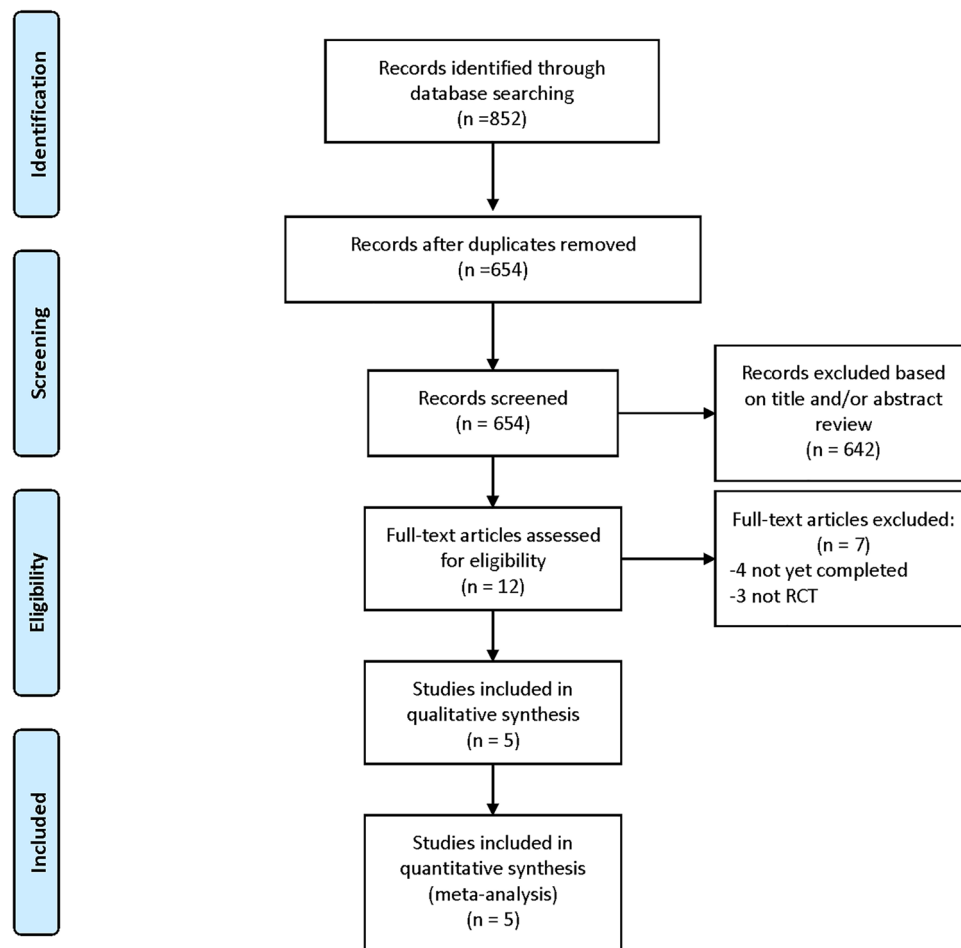 Identification
Records identified through
database searching
(n =852)
Records after duplicates removed
(n =654)
Screening
Records screened
(n = 654)
Records excluded based
on title and/or abstract
review
(n = 642)
Eligibility
Full-text articles assessed
for eligibility
(n = 12)
Full-text articles excluded:
(n = 7)
-4 not yet completed
-3 not RCT
Studies included in
qualitative synthesis
(n = 5)
Included
Studies included in
quantitative synthesis
(meta-analysis)
(n = 5)